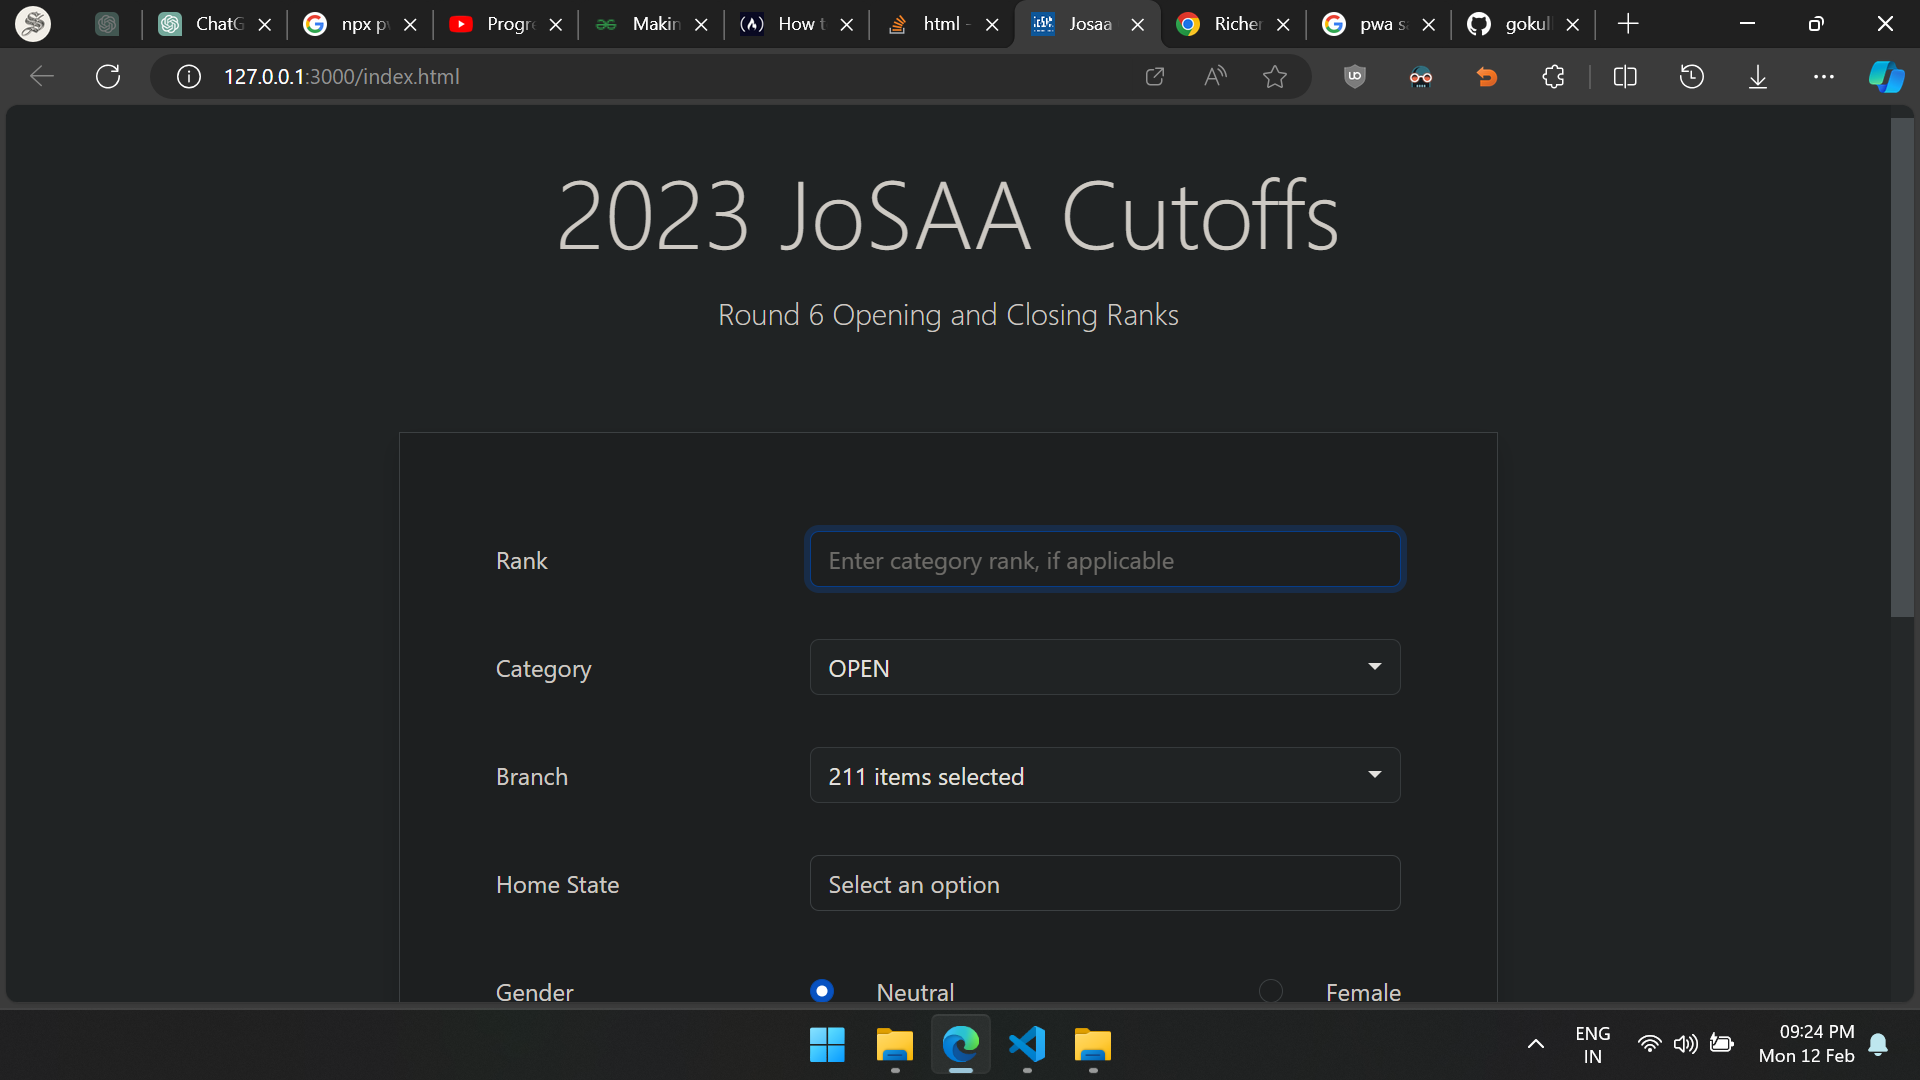 ChatG
npx p
Progre
Makin
How t
html -
Josaa
Richer
pwa s
gokul
127.0.0.1:3000/index.html
2023 JoSAA Cutoffs
Round 6 Opening and Closing Ranks
Rank
Enter category rank, if applicable
Category
OPEN
Branch
211 items selected
Home State
Select an option
Gender
Neutral
Female
ENG
IN
09:24 PM
Mon 12 Feb